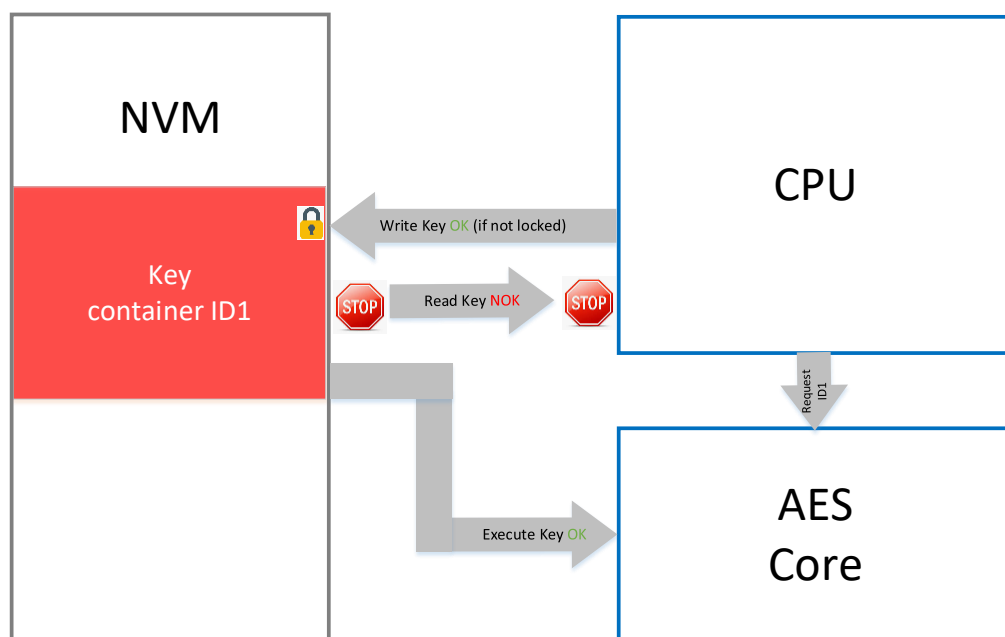 NVM
CPU
Write Key OK (if not locked)
Key
container ID1
STOP
Read Key NOK
STOP
Request
ID1
AES
Core
Execute Key OK